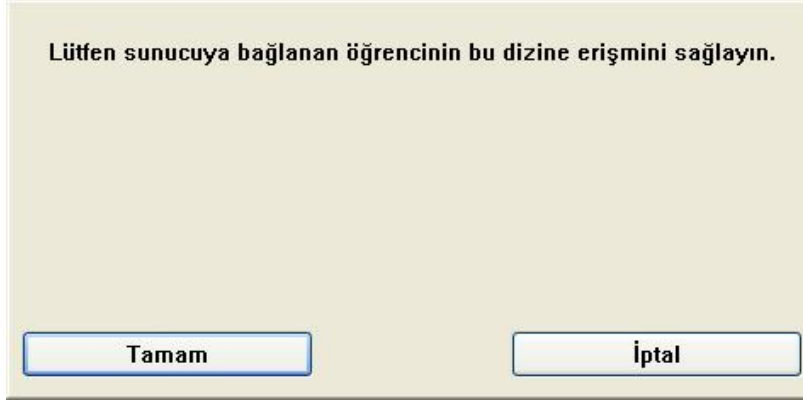 Lütfen sunucuya bağlanan öğrencinin bu dizine erişmini sağlayın.
Tamam
İptal